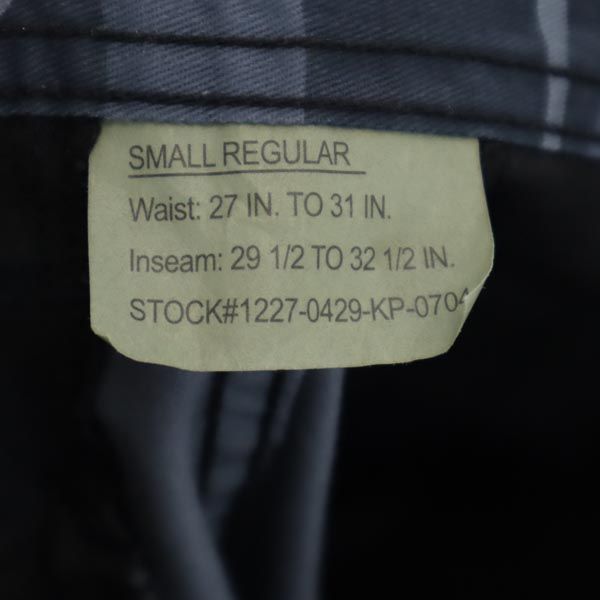 SMALL REGULAR
Waist: 27 IN. TO 31 IN.
Inseam: 29 1/2 TO 32 1/2 IN.
STOCK#1227-0429-KP-0704